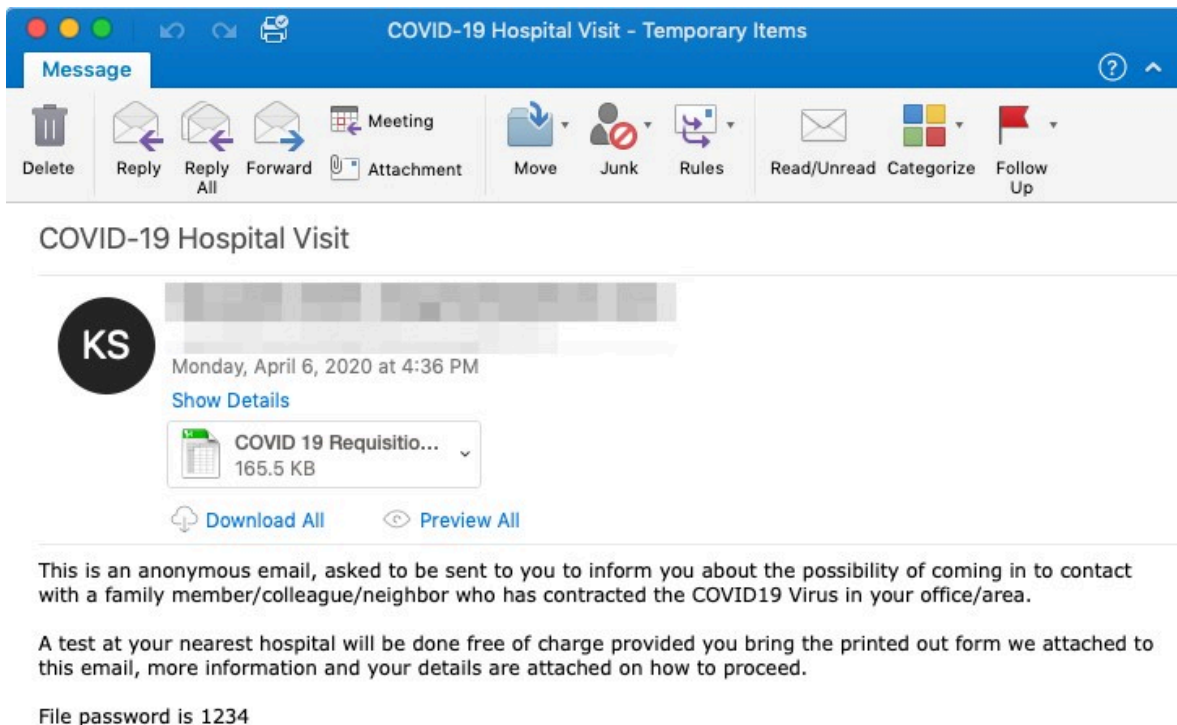 COVID-19 Hospital Visit – Temporary Items
Message
Delete
Reply
Reply All
Forward
Meeting
Attachment
Move
Junk
Rules
Read/Unread
Categorize
Follow Up
COVID-19 Hospital Visit
KS
Monday, April 6, 2020 at 4:36 PM
Show Details
COVID 19 Requisitio...
165.5 KB
Download All
Preview All
This is an anonymous email, asked to be sent to you to inform you about the possibility of coming in to contact
with a family member/colleague/neighbor who has contracted the COVID19 Virus in your office/area.
A test at your nearest hospital will be done free of charge provided you bring the printed out form we attached to
this email, more information and your details are attached on how to proceed.
File password is 1234